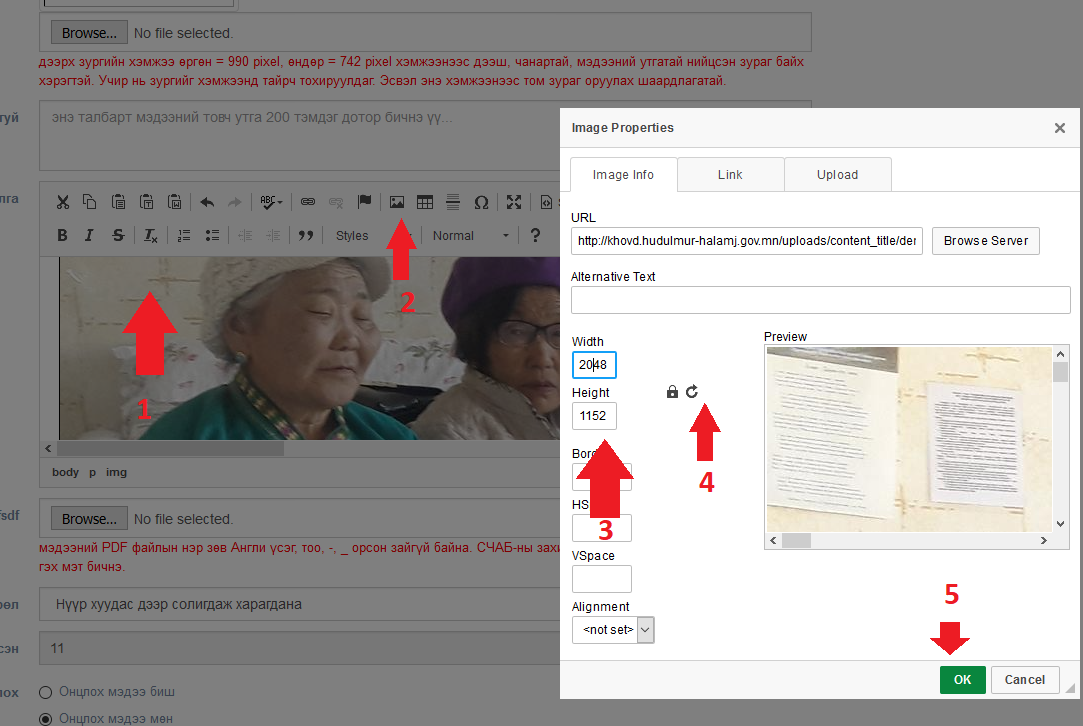 Browse... No file selected.
дээрх зургийн хэмжээ өргөн = 990 pixel, өндөр = 742 pixel хэмжээнээс дээш, чанартай, мэдээний утгатай нийцсэн зураг байх
хэрэгтэй. Учир нь зургийг хэмжээнд тайрч тохируулдаг. Эсвэл энэ хэмжээнээс том зураг оруулах шаардлагатай.
гүй
энэ талбарт мэдээний товч утга 200 тэмдэг дотор бичнэ үү...
лга
ABC
S
B I S Ix Styles Normal ?
2
1
body p img
fsdf
Browse... No file selected.
мэдээний PDF файлын нэр зөв Англи үсэг, тоо, -, _ орсон зайгүй байна. СЧАБ-ны
гэх мэт бичнэ.
рөл
Нүүр хуудас дээр солигдаж харагдана
сэн
11
лох
Онцлох мэдээ биш
Онцлох мэдээ мөн
Image Properties
Image Info Link Upload
URL
http://khovd.hudulmur-halamj.gov.mn/uploads/content_title/der
Browse Server
Alternative Text
Width
2048
Height
1152
Preview
Bord
HS
3
4
VSpace
Alignment
<not set>
5
OK Cancel